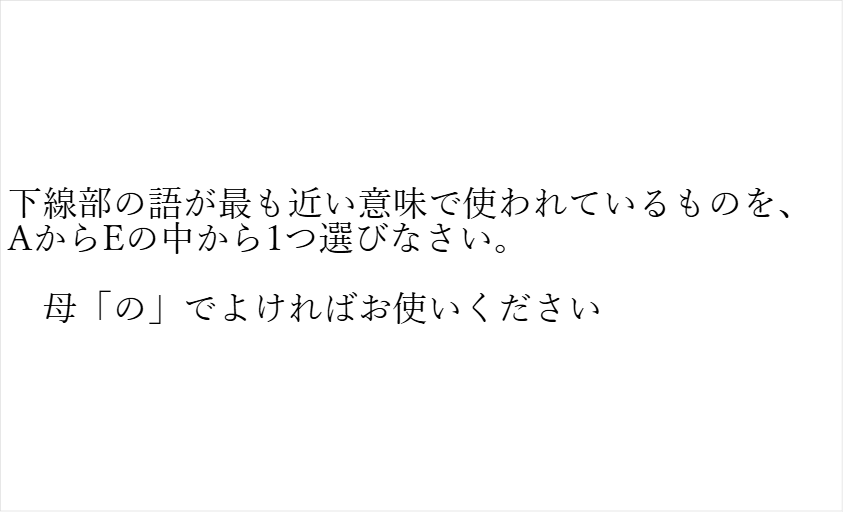 下線部の語が最も近い意味で使われているものを、
AからEの中から1つ選びなさい。
　母「の」でよければお使いください